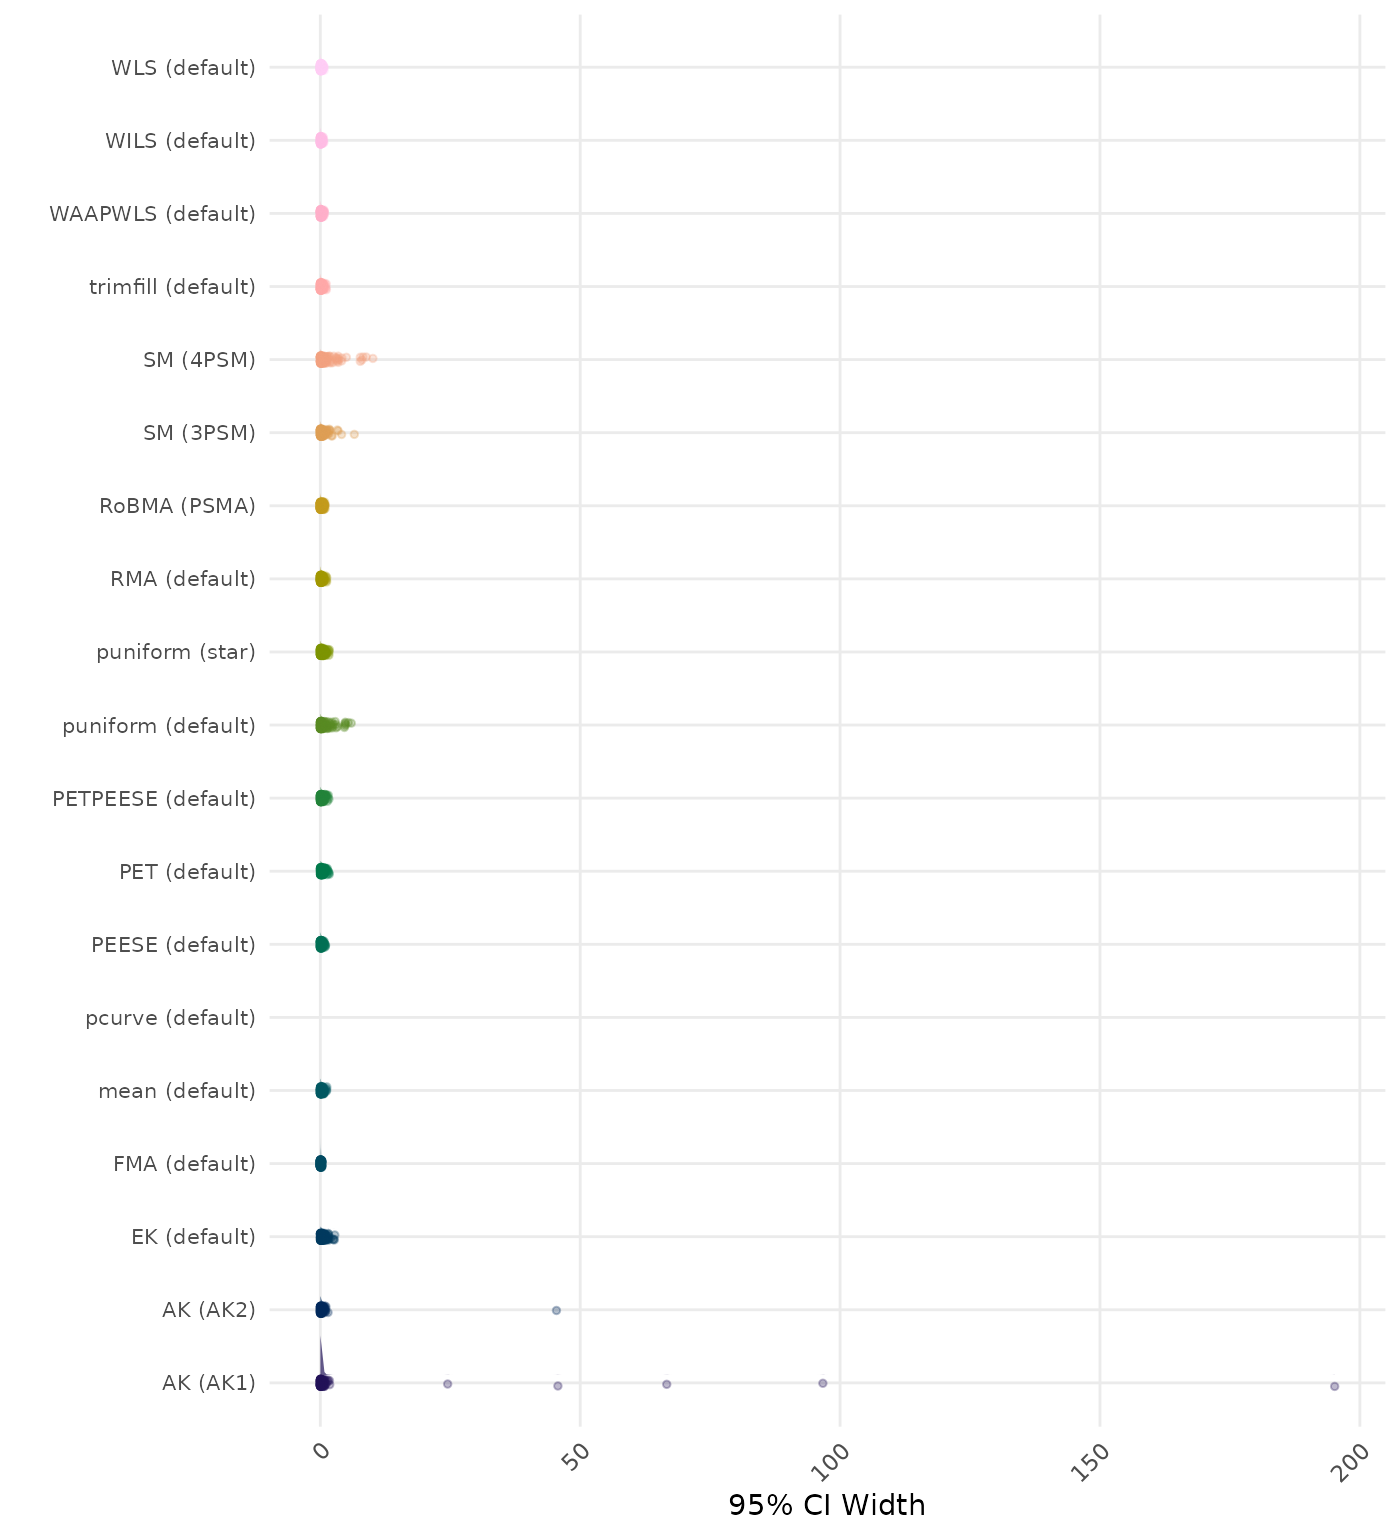 WLS (default)
WILS (default)
WAAPWLS (default)
trimfill (default)
SM (4PSM)
SM (3PSM)
RoBMA (PSMA)
RMA (default)
puniform (star)
puniform (default)
PETPEESE (default)
PET (default)
PEESE (default)
pcurve (default)
mean (default)
FMA (default)
EK (default)
AK (AK2)
AK (AK1)
0
50
100
150
200
95% CI Width